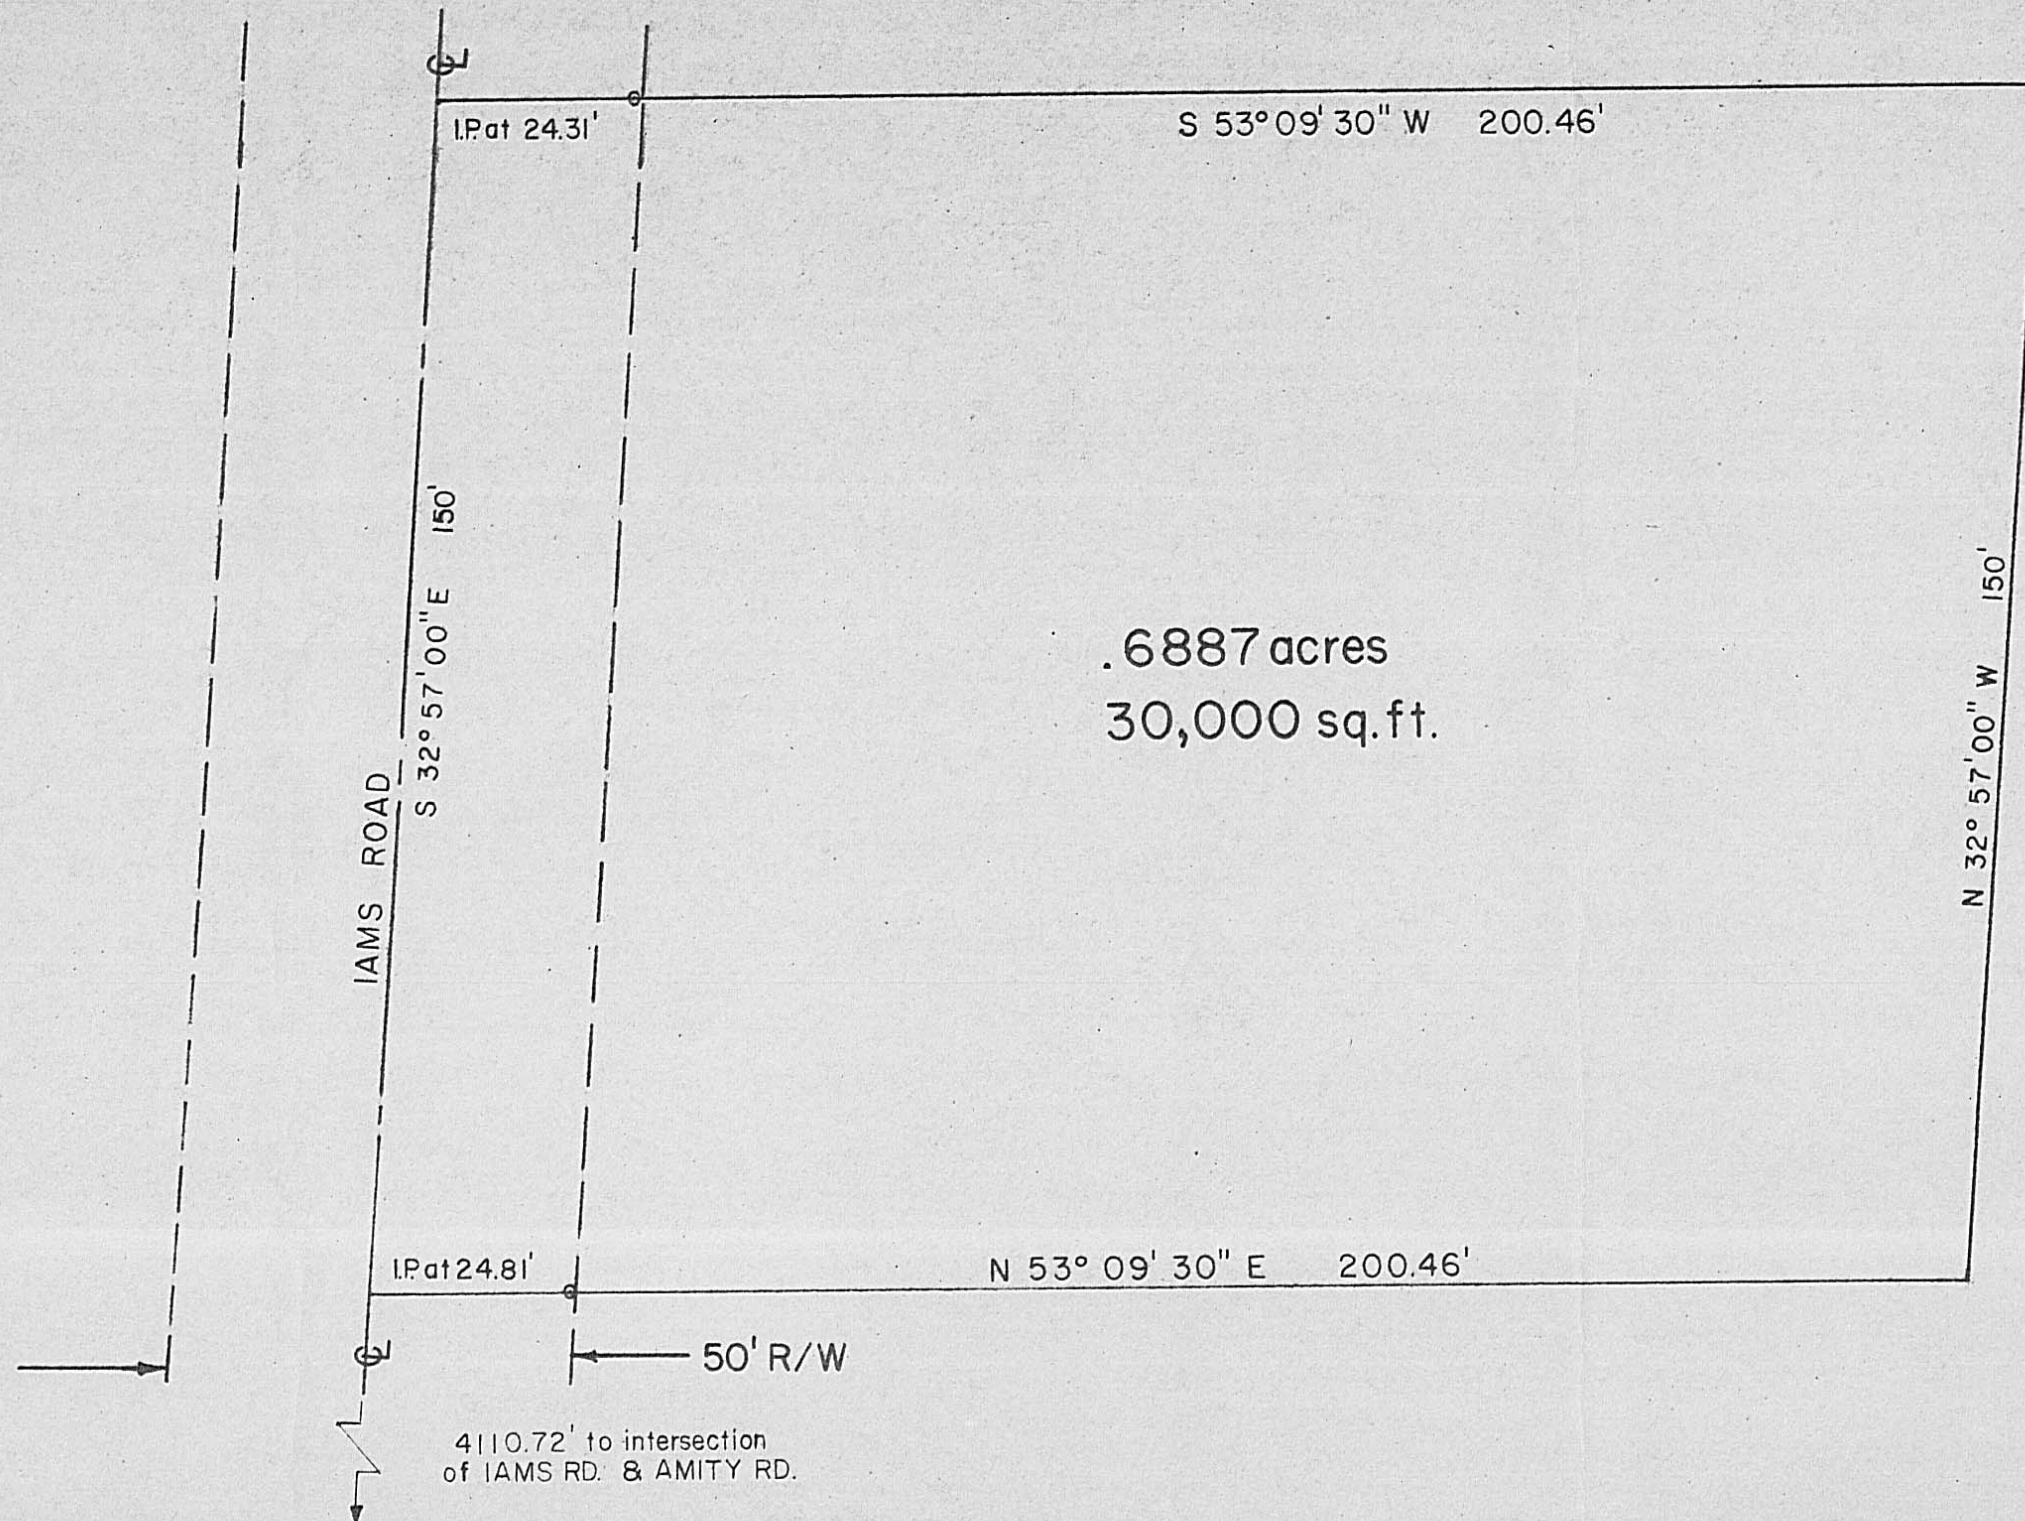 ℄
I.P. at 24.31'
S 53° 09' 30" W 200.46'
S 32° 57' 00" E 150'
IAMS ROAD
.6887 acres
30,000 sq. ft.
N 32° 57' 00" W 150'
I.P. at 24.81'
N 53° 09' 30" E 200.46'
℄
50' R/W
4110.72' to intersection
of IAMS RD. & AMITY RD.